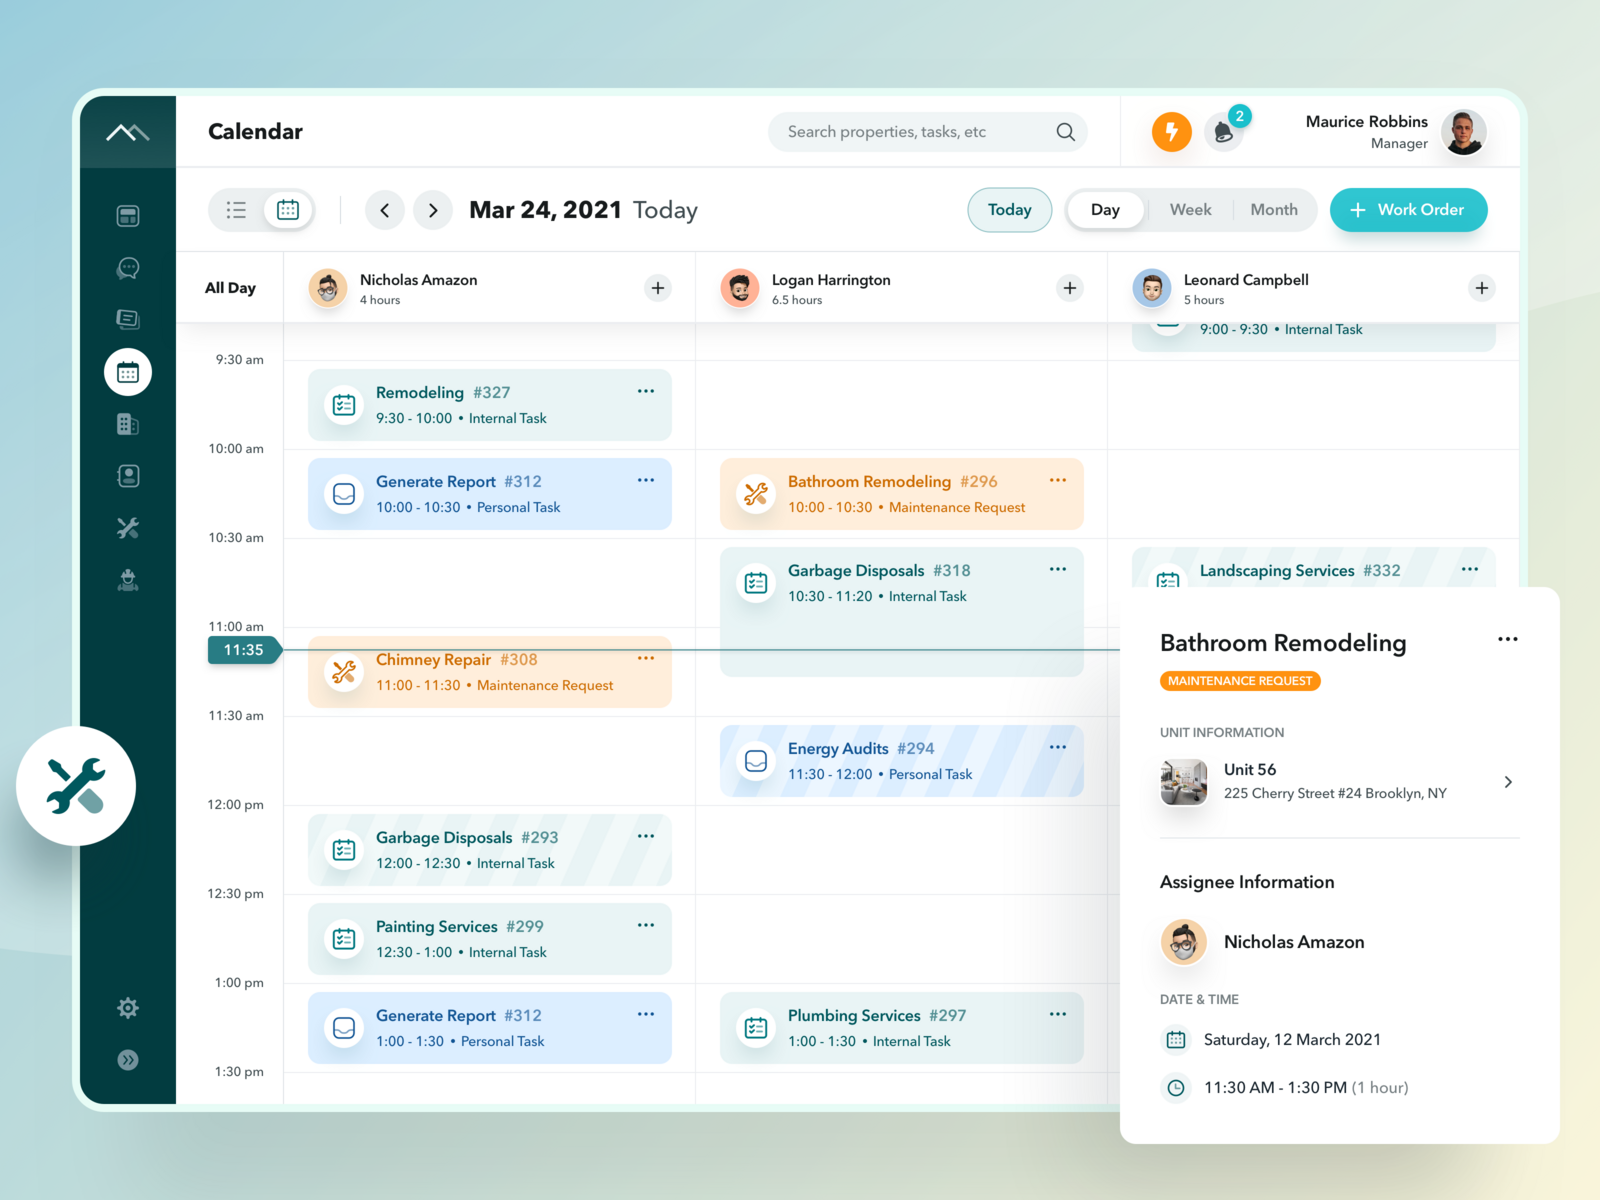 Calendar
Search properties, tasks, etc
2
Maurice Robbins
Manager
Mar 24, 2021 Today
Today
Day
Week
Month
+ Work Order
All Day
Nicholas Amazon
4 hours
+
Logan Harrington
6.5 hours
+
Leonard Campbell
5 hours
+
9:00 - 9:30 • Internal Task
9:30 am
Remodeling #327
9:30 - 10:00 • Internal Task
10:00 am
Generate Report #312
10:00 - 10:30 • Personal Task
Bathroom Remodeling #296
10:00 - 10:30 • Maintenance Request
10:30 am
Garbage Disposals #318
10:30 - 11:20 • Internal Task
Landscaping Services #332
11:00 am
11:35
Chimney Repair #308
11:00 - 11:30 • Maintenance Request
11:30 am
Energy Audits #294
11:30 - 12:00 • Personal Task
12:00 pm
Garbage Disposals #293
12:00 - 12:30 • Internal Task
12:30 pm
Painting Services #299
12:30 - 1:00 • Internal Task
1:00 pm
Generate Report #312
1:00 - 1:30 • Personal Task
Plumbing Services #297
1:00 - 1:30 • Internal Task
1:30 pm
Bathroom Remodeling
MAINTENANCE REQUEST
UNIT INFORMATION
Unit 56
225 Cherry Street #24 Brooklyn, NY
Assignee Information
Nicholas Amazon
DATE & TIME
Saturday, 12 March 2021
11:30 AM - 1:30 PM (1 hour)